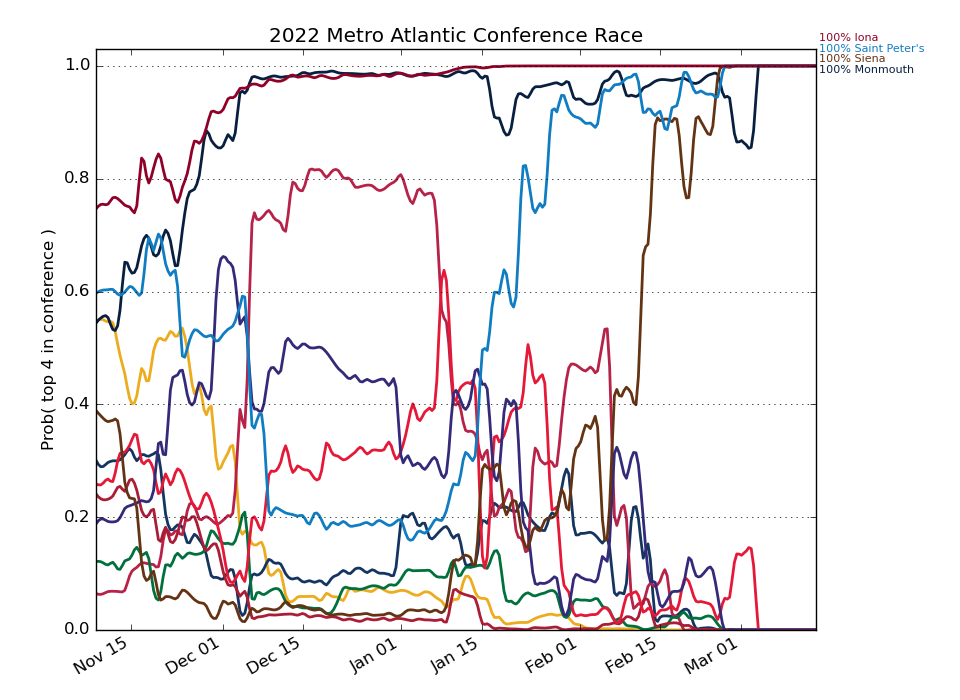 2022 Metro Atlantic Conference Race
100% Iona
100% Saint Peter's
100% Siena
100% Monmouth
Prob( top 4 in conference )
1.0
0.8
0.6
0.4
0.2
0.0
Nov 15
Dec 01
Dec 15
Jan 01
Jan 15
Feb 01
Feb 15
Mar 01